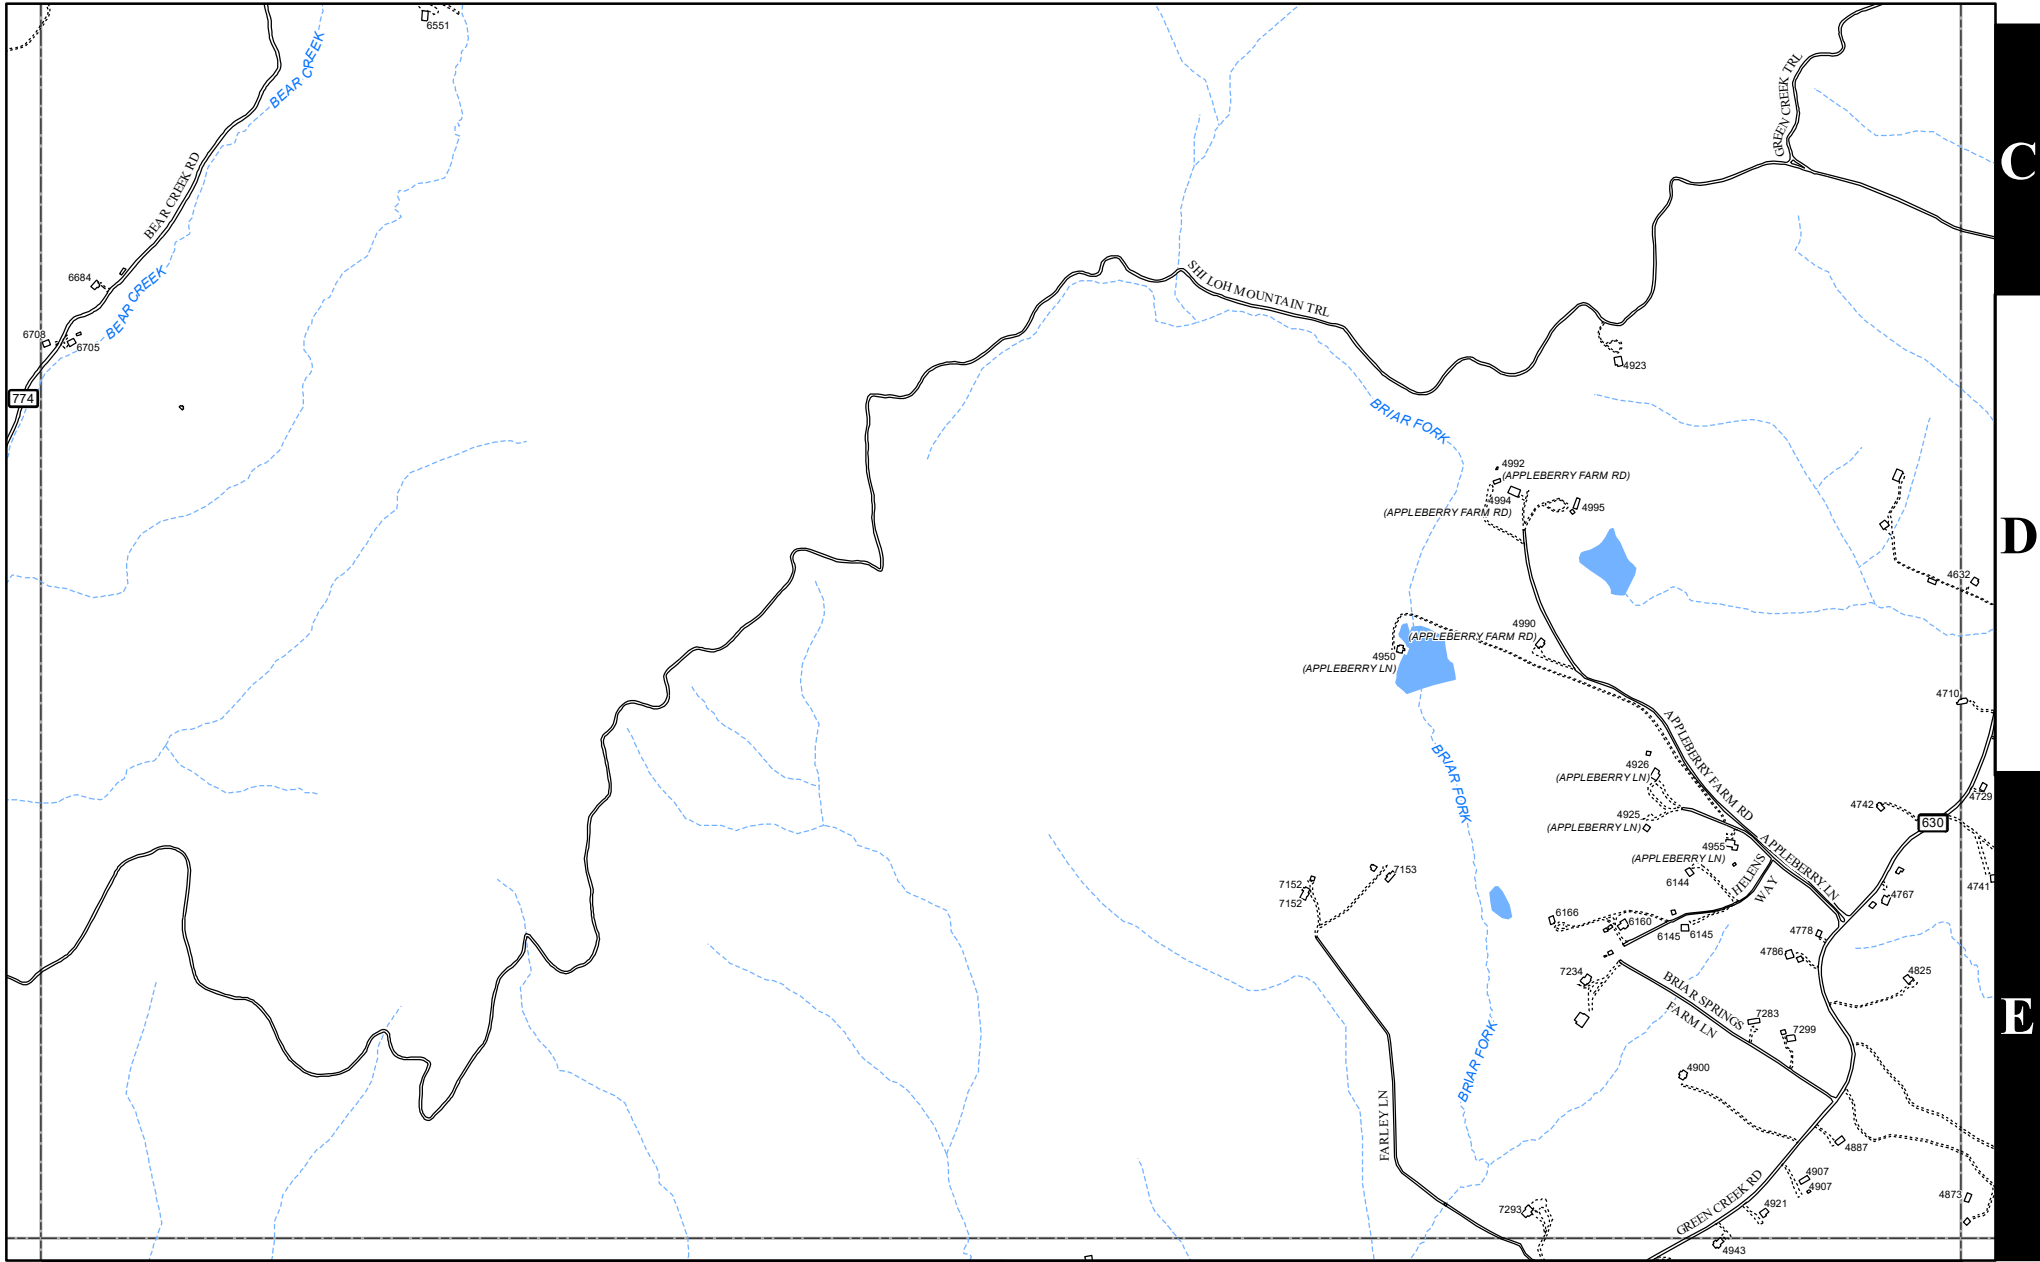 6551
BEAR CREEK
GREEN CREEK TRL
C
BEAR CREEK RD
6684
BEAR CREEK
SHILOH MOUNTAIN TRL
6708
6705
4923
774
BRIAR FORK
4992
(APPLEBERRY FARM RD)
4994
(APPLEBERRY FARM RD)
4995
D
4632
4990
(APPLEBERRY FARM RD)
4950
(APPLEBERRY LN)
4710
APPLEBERRY FARM RD
BRIAR FORK
4926
(APPLEBERRY LN)
4729
4742
4925
(APPLEBERRY LN)
630
4955
(APPLEBERRY LN)
APPLEBERRY LN
HELENS
WAY
6144
7153
7152
7152
4741
4767
6166
6160
6145
6145
4778
4786
7234
4825
BRIAR SPRINGS
FARM LN
7283
7299
E
BRIAR FORK
4900
FARLEY LN
4887
4907
4907
4873
GREEN CREEK RD
4921
7293
4943